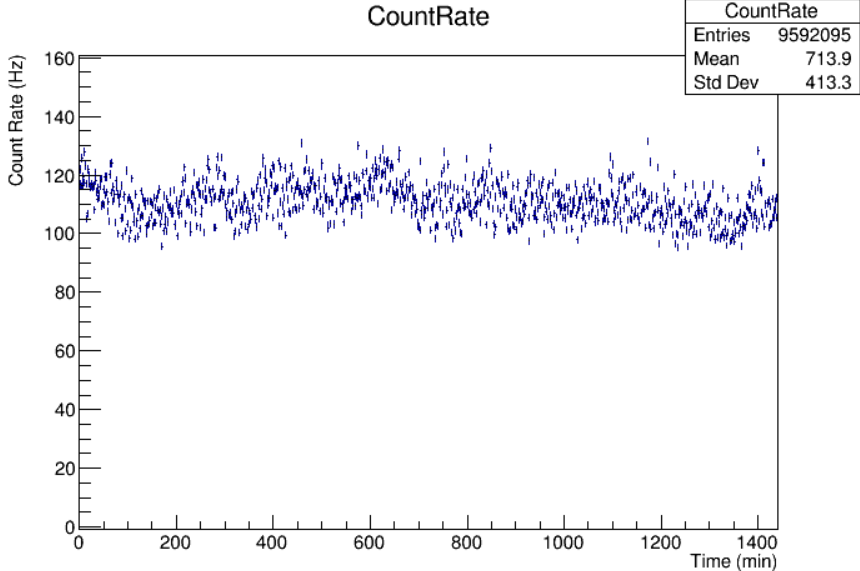 CountRate
CountRate
Entries 9592095
Mean 713.9
Std Dev 413.3
Count Rate (Hz)
160
140
120
100
80
60
40
20
0
0 200 400 600 800 1000 1200 1400
Time (min)